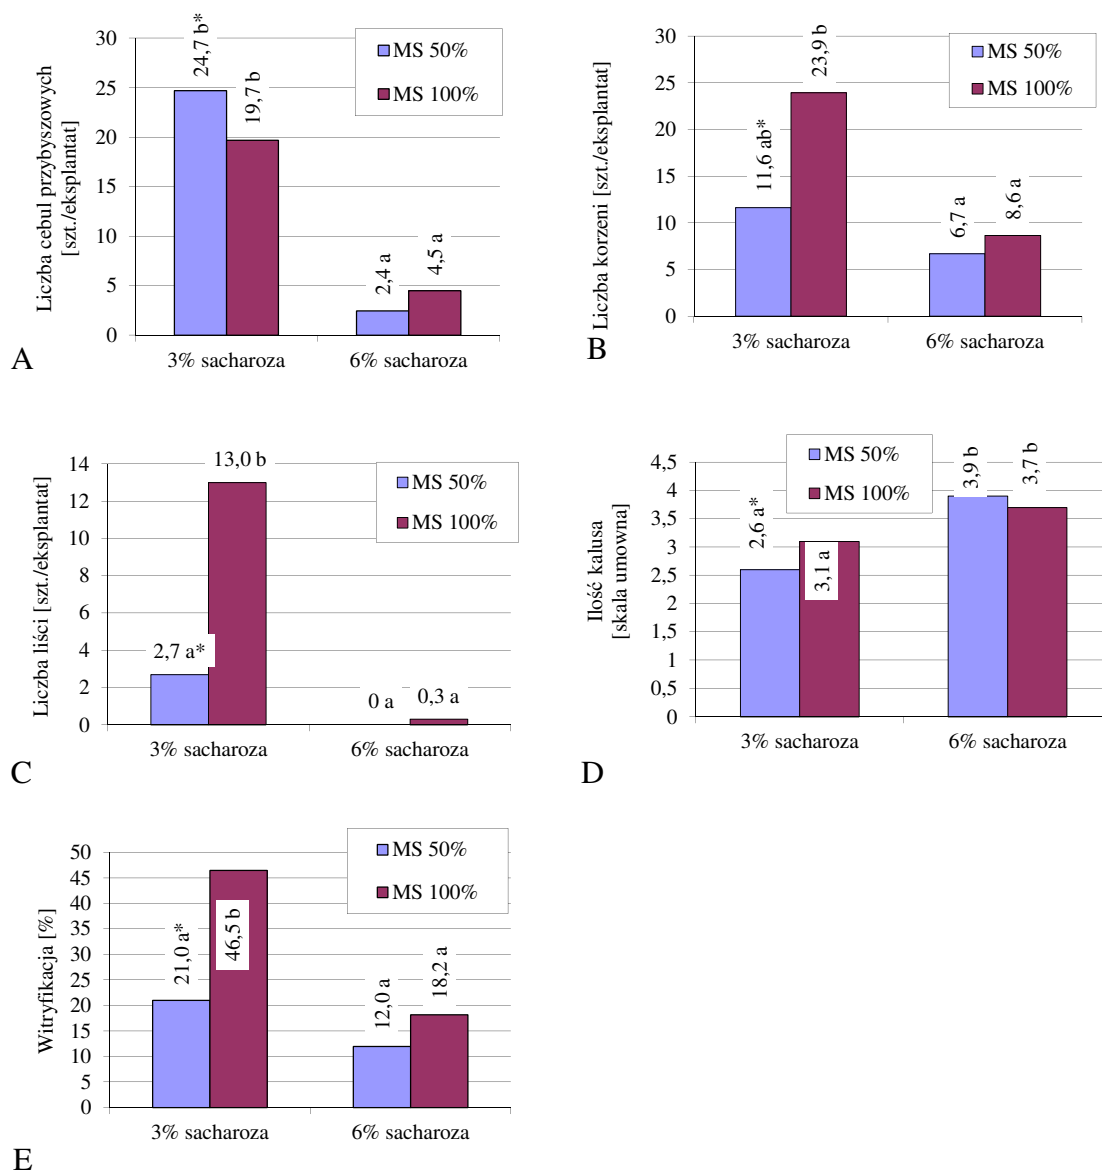 Liczba cebul przybyszowych
[szt./eksplantat]
30
25
20
15
10
5
0
24,7 b*
19,7 b
2,4 a
4,5 a
MS 50%
MS 100%
3% sacharoza
6% sacharoza
A
Liczba korzeni [szt./eksplantat]
30
25
20
15
10
5
0
11,6 ab*
23,9 b
6,7 a
8,6 a
MS 50%
MS 100%
3% sacharoza
6% sacharoza
B
Liczba liści [szt./eksplantat]
14
12
10
8
6
4
2
0
2,7 a*
13,0 b
0 a
0,3 a
MS 50%
MS 100%
3% sacharoza
6% sacharoza
C
Ilość kalusa
[skala umowna]
4,5
4
3,5
3
2,5
2
1,5
1
0,5
0
2,6 a*
3,1 a
3,9 b
3,7 b
MS 50%
MS 100%
3% sacharoza
6% sacharoza
D
Witryfikacja [%]
50
45
40
35
30
25
20
15
10
5
0
21,0 a*
46,5 b
12,0 a
18,2 a
MS 50%
MS 100%
3% sacharoza
6% sacharoza
E